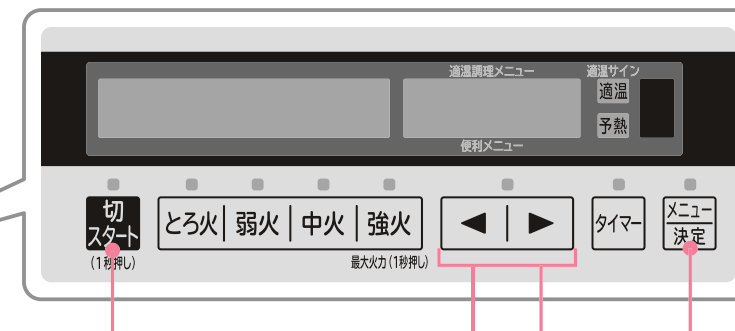 適温調理メニュー 適温サイン
適温
予熱
便利メニュー
切
スタート
(1秒押し)
とろ火 弱火 中火 強火
最大火力(1秒押し)
◀ ▶
タイマー
メニュー
決定